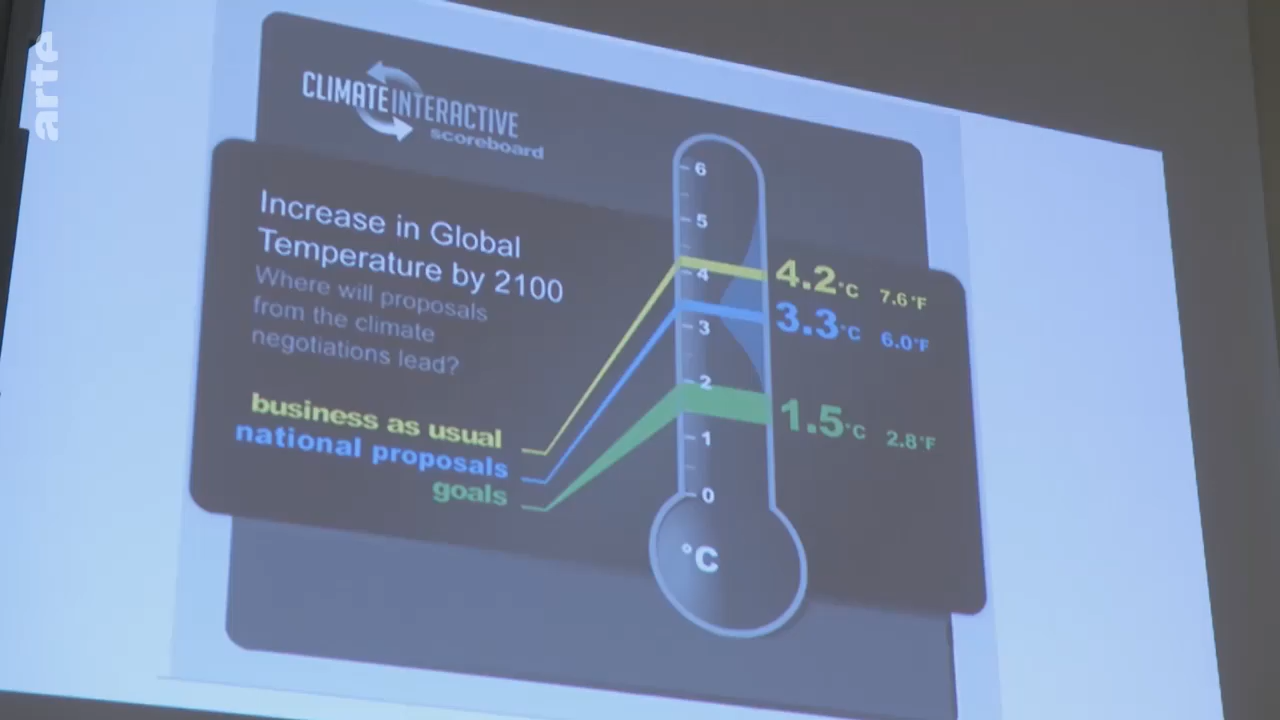 arte
CLIMATEINTERACTIVE
scoreboard
Increase in Global
Temperature by 2100
Where will proposals
from the climate
negotiations lead?
business as usual
national proposals
goals
6
5
4
3
2
1
0
°C
4.2°C 7.6°F
3.3°C 6.0°F
1.5°C 2.8°F